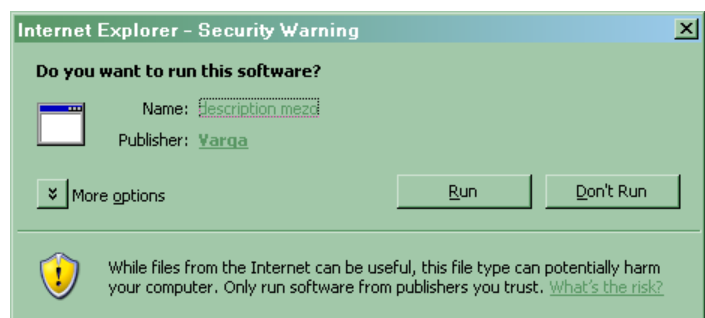 Internet Explorer – Security Warning
Do you want to run this software?
Name: description mezo
Publisher: Varga
More options
Run
Don't Run
While files from the Internet can be useful, this file type can potentially harm
your computer. Only run software from publishers you trust. What's the risk?